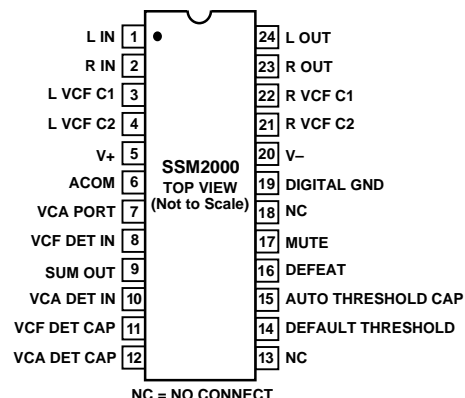 L IN 1
R IN 2
L VCF C1 3
L VCF C2 4
V+ 5
ACOM 6
VCA PORT 7
VCF DET IN 8
SUM OUT 9
VCA DET IN 10
VCF DET CAP 11
VCA DET CAP 12
SSM2000
TOP VIEW
(Not to Scale)
24 L OUT
23 R OUT
22 R VCF C1
21 R VCF C2
20 V–
19 DIGITAL GND
18 NC
17 MUTE
16 DEFEAT
15 AUTO THRESHOLD CAP
14 DEFAULT THRESHOLD
13 NC
NC = NO CONNECT